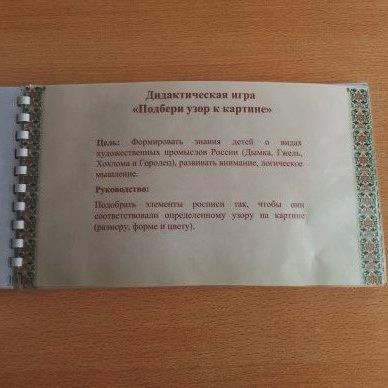 Дидактическая игра
«Подбери узор к картине»
Цель: Формировать знания детей о видах
художественных промыслов России (Дымка, Гжель,
Хохлома и Городец), развивать внимание, логическое
мышление.
Руководство:
Подобрать элементы росписи так, чтобы они
соответствовали определенному узору на картине
(размеру, форме и цвету).